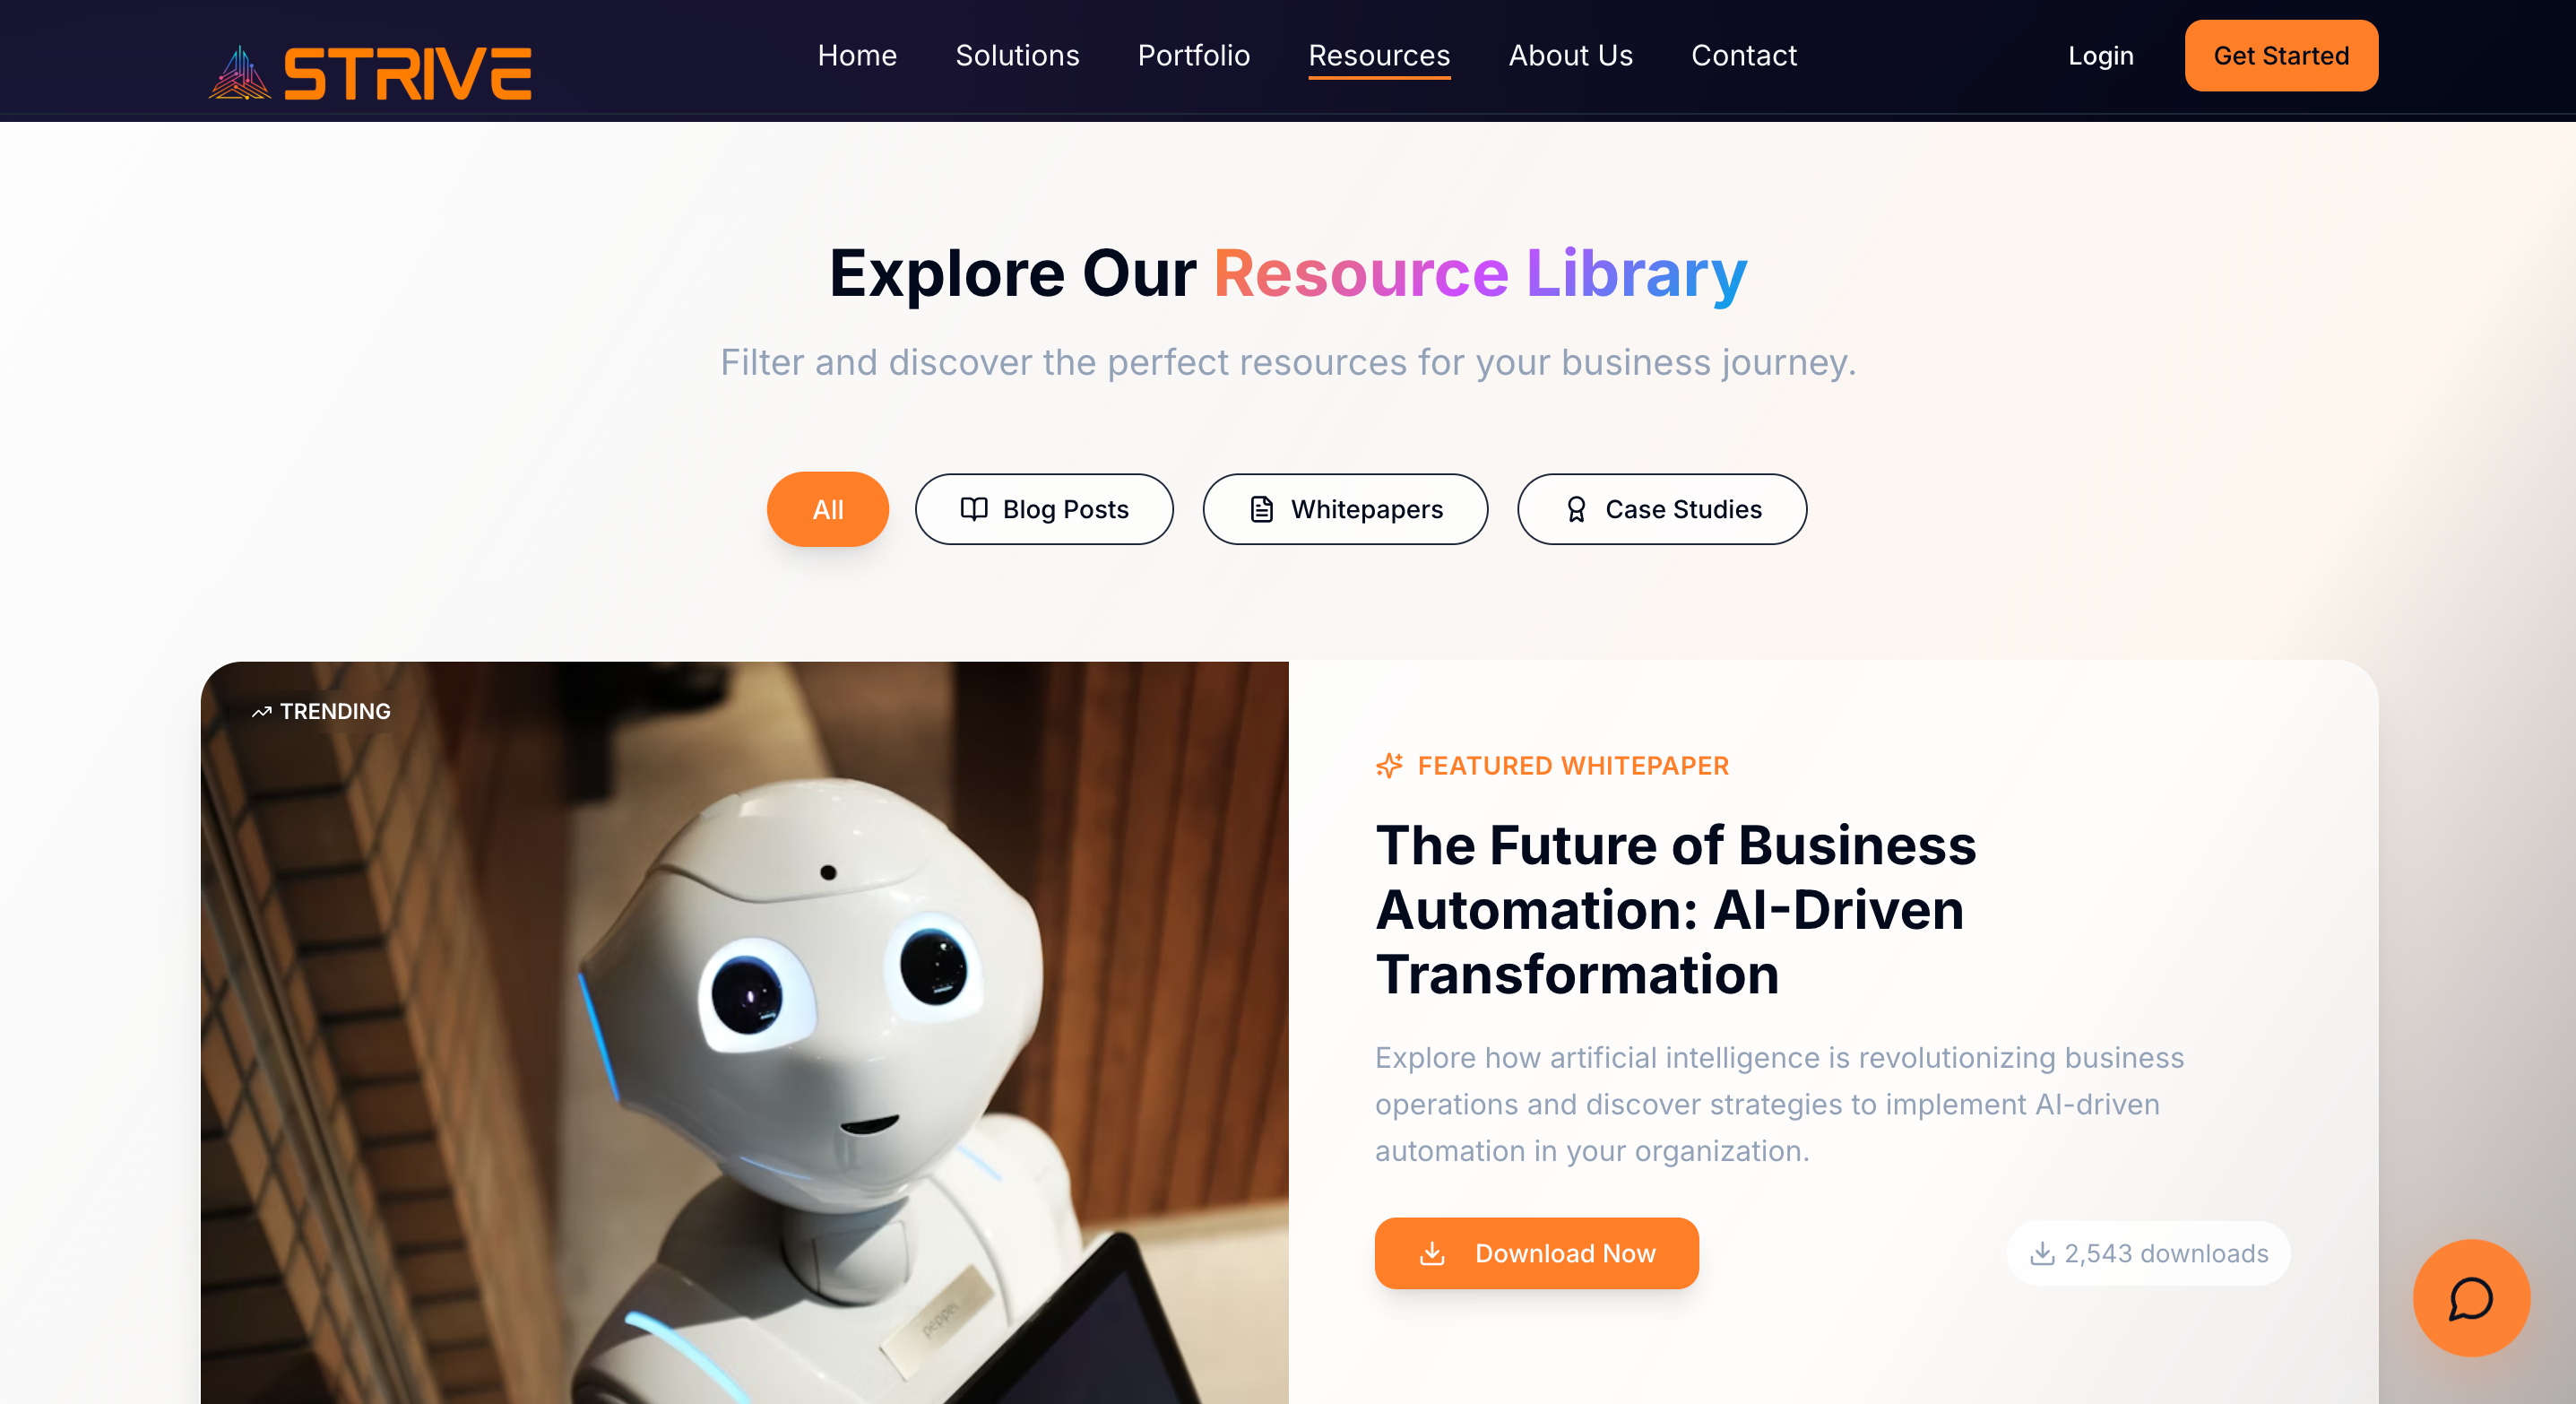 STRIVE
Home Solutions Portfolio Resources About Us Contact Login Get Started
Explore Our Resource Library
Filter and discover the perfect resources for your business journey.
All Blog Posts Whitepapers Case Studies
TRENDING
FEATURED WHITEPAPER
The Future of Business
Automation: AI-Driven
Transformation
Explore how artificial intelligence is revolutionizing business
operations and discover strategies to implement AI-driven
automation in your organization.
Download Now 2,543 downloads
pepper